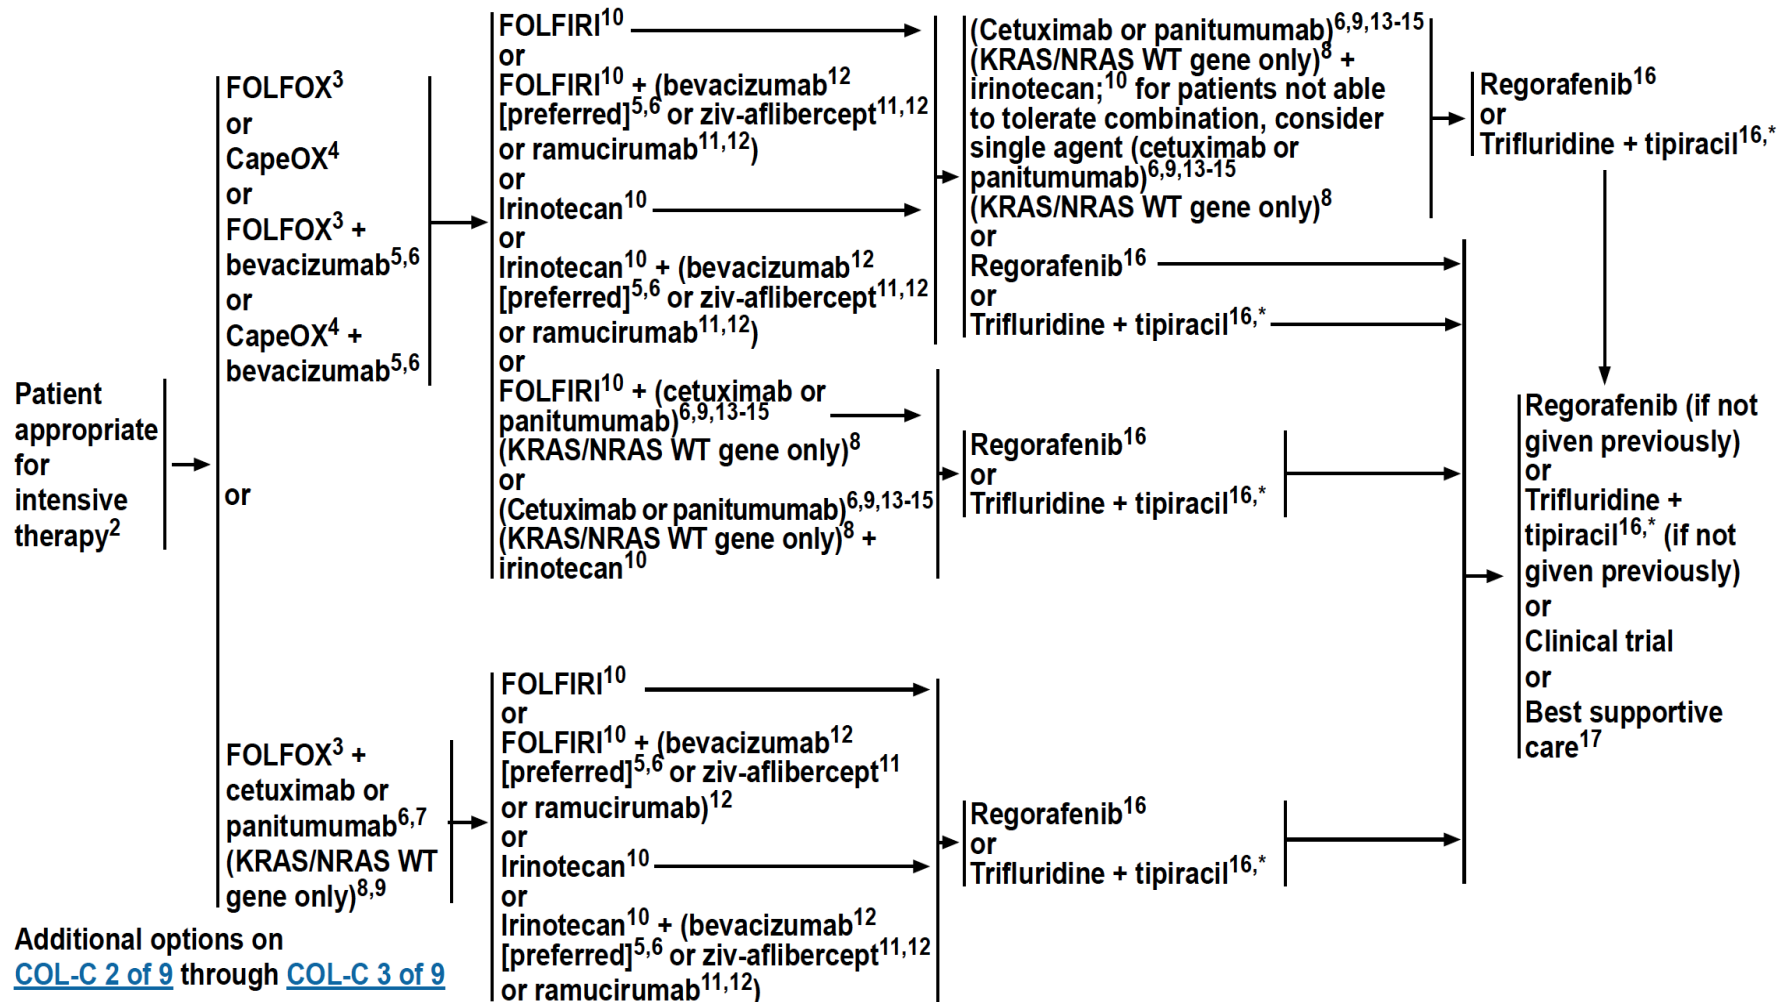 Patient
appropriate
for
intensive
therapy2
FOLFOX3
or
CapeOX4
or
FOLFOX3 +
bevacizumab5,6
or
CapeOX4 +
bevacizumab5,6
or
FOLFOX3 +
cetuximab or
panitumumab6,7
(KRAS/NRAS WT
gene only)8,9
Additional options on
COL-C 2 of 9 through COL-C 3 of 9
FOLFIRI10
or
FOLFIRI10 + (bevacizumab12
[preferred]5,6 or ziv-aflibercept11,12
or ramucirumab11,12)
or
Irinotecan10
or
Irinotecan10 + (bevacizumab12
[preferred]5,6 or ziv-aflibercept11,12
or ramucirumab11,12)
or
FOLFIRI10 + (cetuximab or
panitumumab)6,9,13-15
(KRAS/NRAS WT gene only)8
or
(Cetuximab or panitumumab)6,9,13-15
(KRAS/NRAS WT gene only)8 +
irinotecan10
FOLFIRI10
or
FOLFIRI10 + (bevacizumab12
[preferred]5,6 or ziv-aflibercept11
or ramucirumab)12
or
Irinotecan10
or
Irinotecan10 + (bevacizumab12
[preferred]5,6 or ziv-aflibercept11,12
or ramucirumab11,12)
(Cetuximab or panitumumab)6,9,13-15
(KRAS/NRAS WT gene only)8 +
irinotecan;10 for patients not able
to tolerate combination, consider
single agent (cetuximab or
panitumumab)6,9,13-15
(KRAS/NRAS WT gene only)8
or
Regorafenib16
or
Trifluridine + tipiracil16,*
Regorafenib16
or
Trifluridine + tipiracil16,*
Regorafenib16
or
Trifluridine + tipiracil16,*
Regorafenib16
or
Trifluridine + tipiracil16,*
Regorafenib (if not
given previously)
or
Trifluridine +
tipiracil16,* (if not
given previously)
or
Clinical trial
or
Best supportive
care17